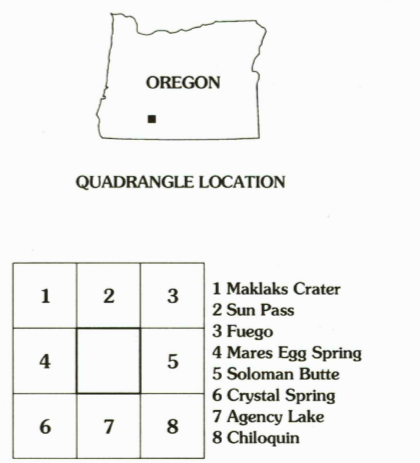 OREGON
QUADRANGLE LOCATION
1 2 3
4 5
6 7 8
1 Maklaks Crater
2 Sun Pass
3 Fuego
4 Mares Egg Spring
5 Soloman Butte
6 Crystal Spring
7 Agency Lake
8 Chiloquin